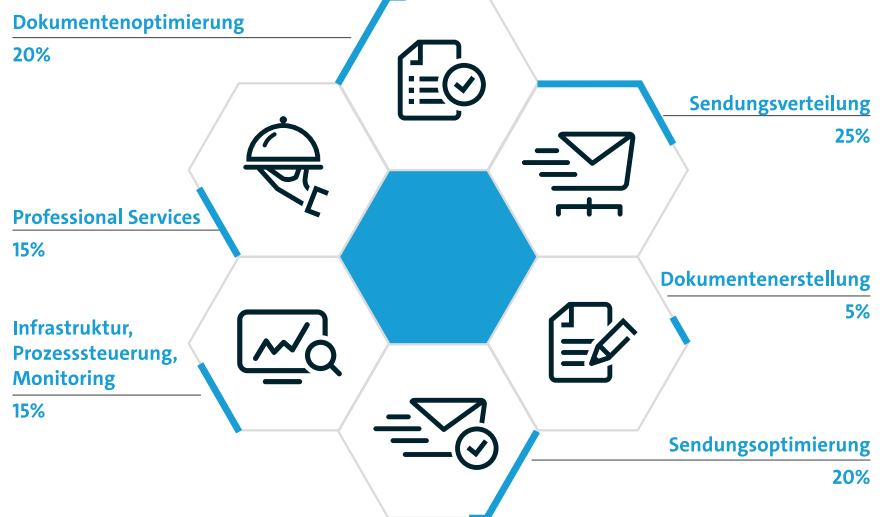 Dokumentenoptimierung
20%
Sendungsverteilung
25%
Professional Services
15%
Dokumentenerstellung
5%
Infrastruktur,
Prozesssteuerung,
Monitoring
15%
Sendungsoptimierung
20%